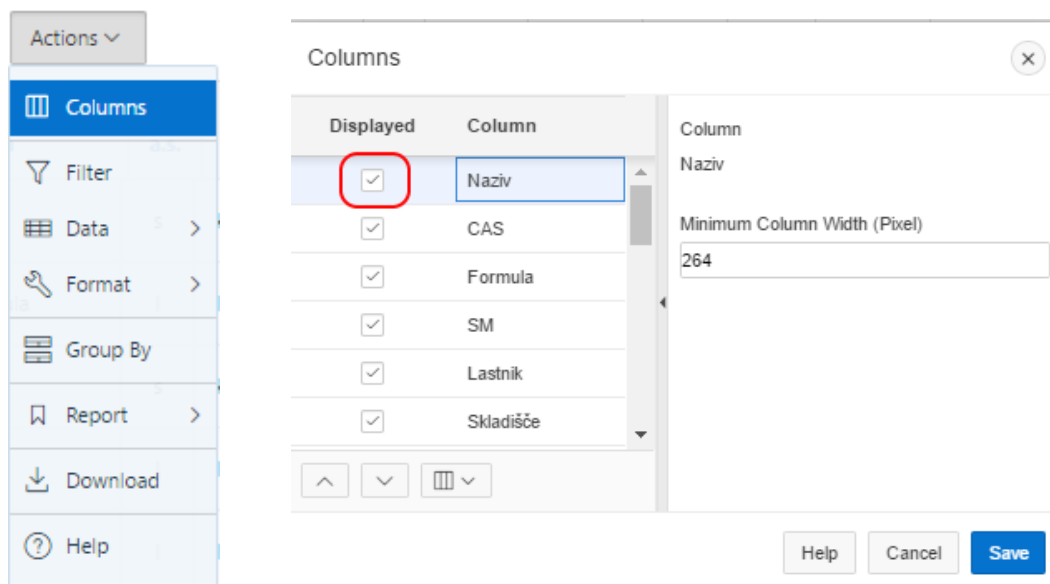 Actions
Columns
Filter
Data
Format
Group By
Report
Download
Help
Columns
Displayed Column
Naziv
CAS
Formula
SM
Lastnik
Skladišče
Column
Naziv
Minimum Column Width (Pixel)
264
Help Cancel Save